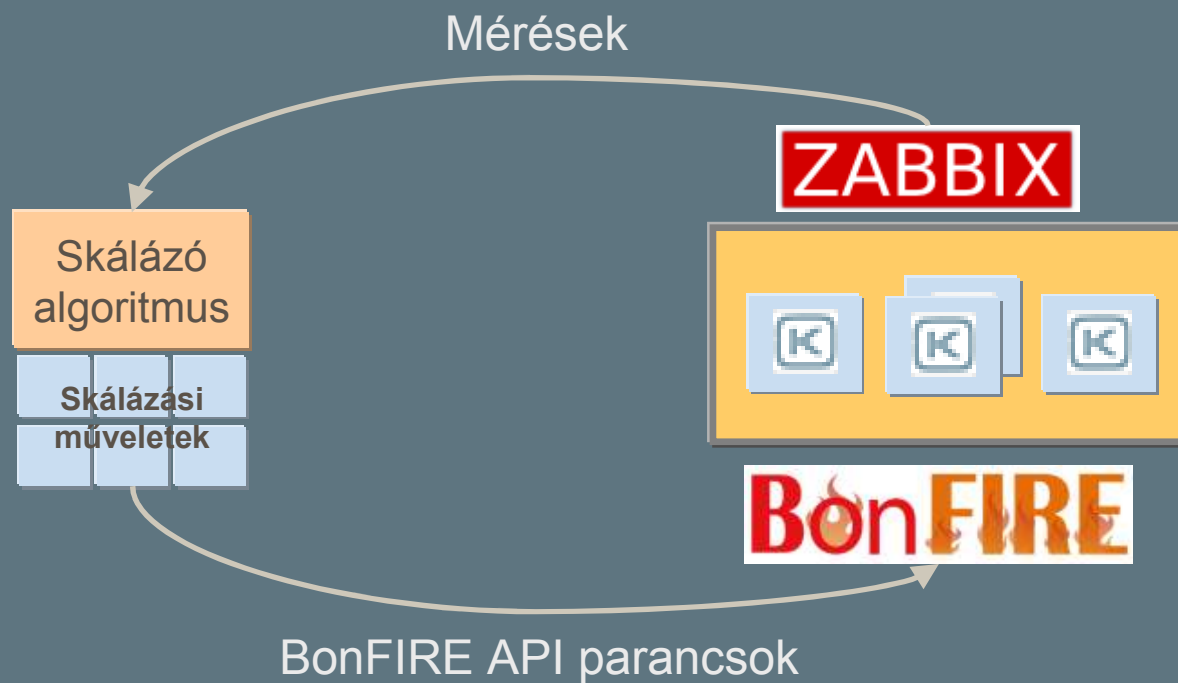 Mérések
ZABBIX
Skálázó
algoritmus
K
K
K
Skálázási
műveletek
BonFIRE
BonFIRE API parancsok